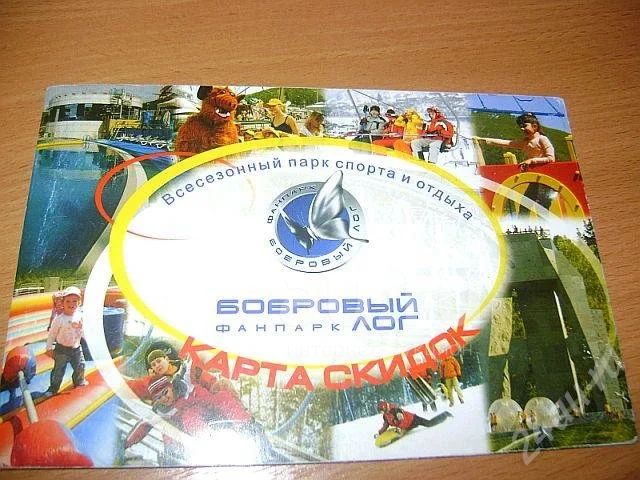 Всесезонный парк спорта и отдыха
ФАНПАРК
БОБРОВЫЙ ЛОГ
БОБРОВЫЙ
ФАНПАРК ЛОГ
КАРТА СКИДОК